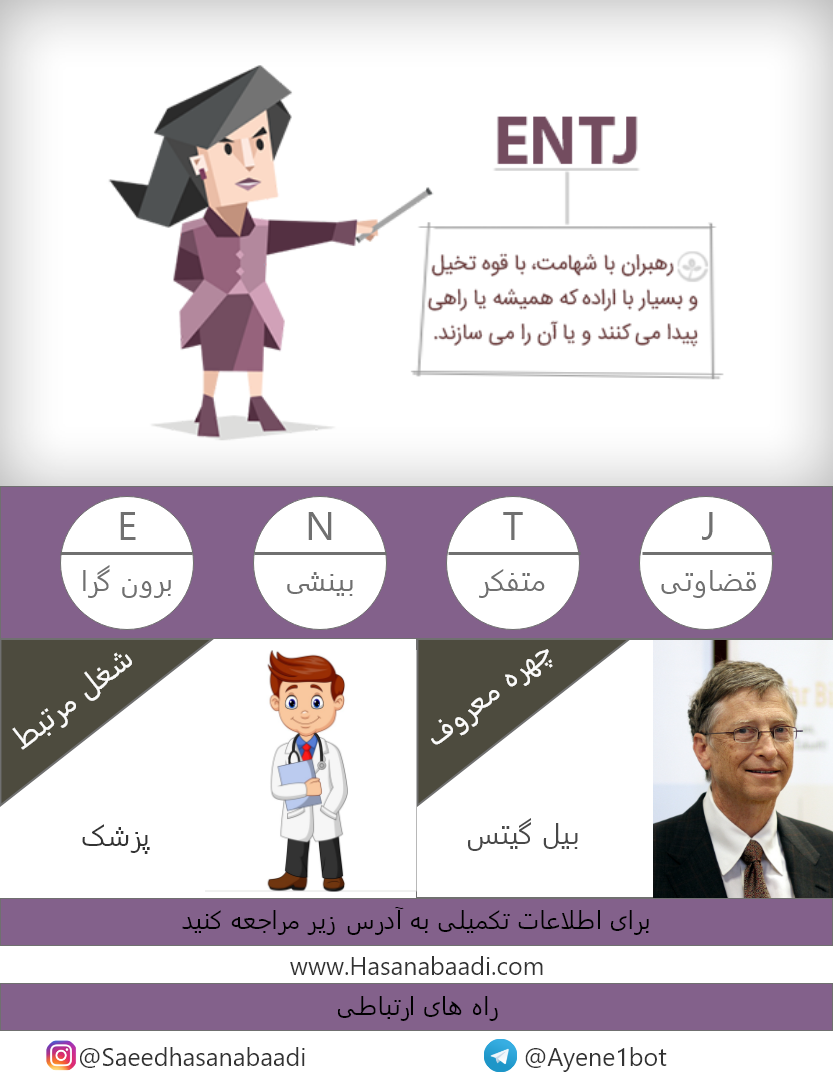 ENTJ
رهبران با شهامت، با قوه تخیل
و بسیار با اراده که همیشه یا راهی
پیدا می کنند و یا آن را می سازند.
E
برون گرا
N
بینشی
T
متفکر
J
قضاوتی
شغل مرتبط
پزشک
چهره معروف
بیل گیتس
برای اطلاعات تکمیلی به آدرس زیر مراجعه کنید
www.Hasanabaadi.com
راه های ارتباطی
@Saeedhasanabaadi
@Ayene1bot